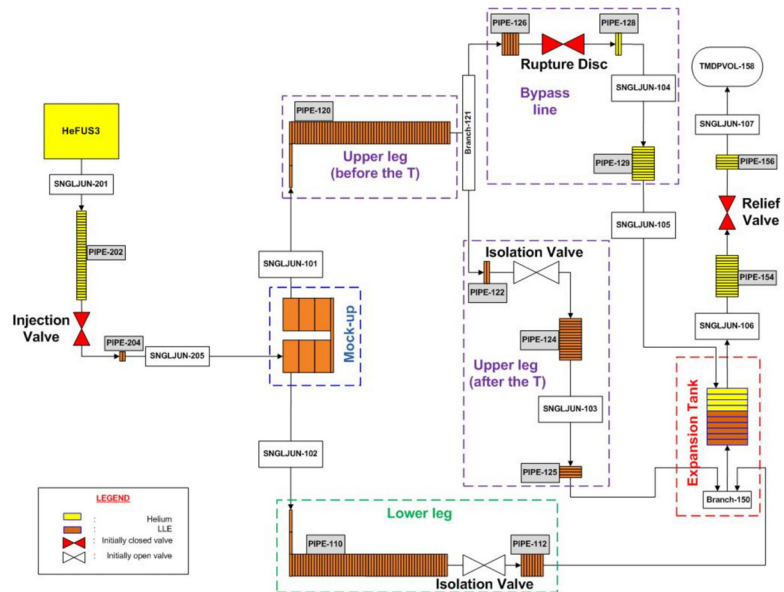 PIPE-126
PIPE-128
Rupture Disc
Bypass
line
SNGLJUN-104
PIPE-129
SNGLJUN-105
TMDPVOL-158
SNGLJUN-107
PIPE-156
Relief
Valve
PIPE-154
SNGLJUN-106
HeFUS3
SNGLJUN-201
PIPE-202
Injection
Valve
PIPE-204
SNGLJUN-205
PIPE-120
Upper leg
(before the T)
Branch-121
SNGLJUN-101
Mock-up
SNGLJUN-102
Isolation Valve
PIPE-122
PIPE-124
Upper leg
(after the T)
SNGLJUN-103
PIPE-125
Expansion Tank
Branch-150
Lower leg
PIPE-110
PIPE-112
Isolation Valve
LEGEND
: Helium
: LLE
: Initially closed valve
: Initially open valve